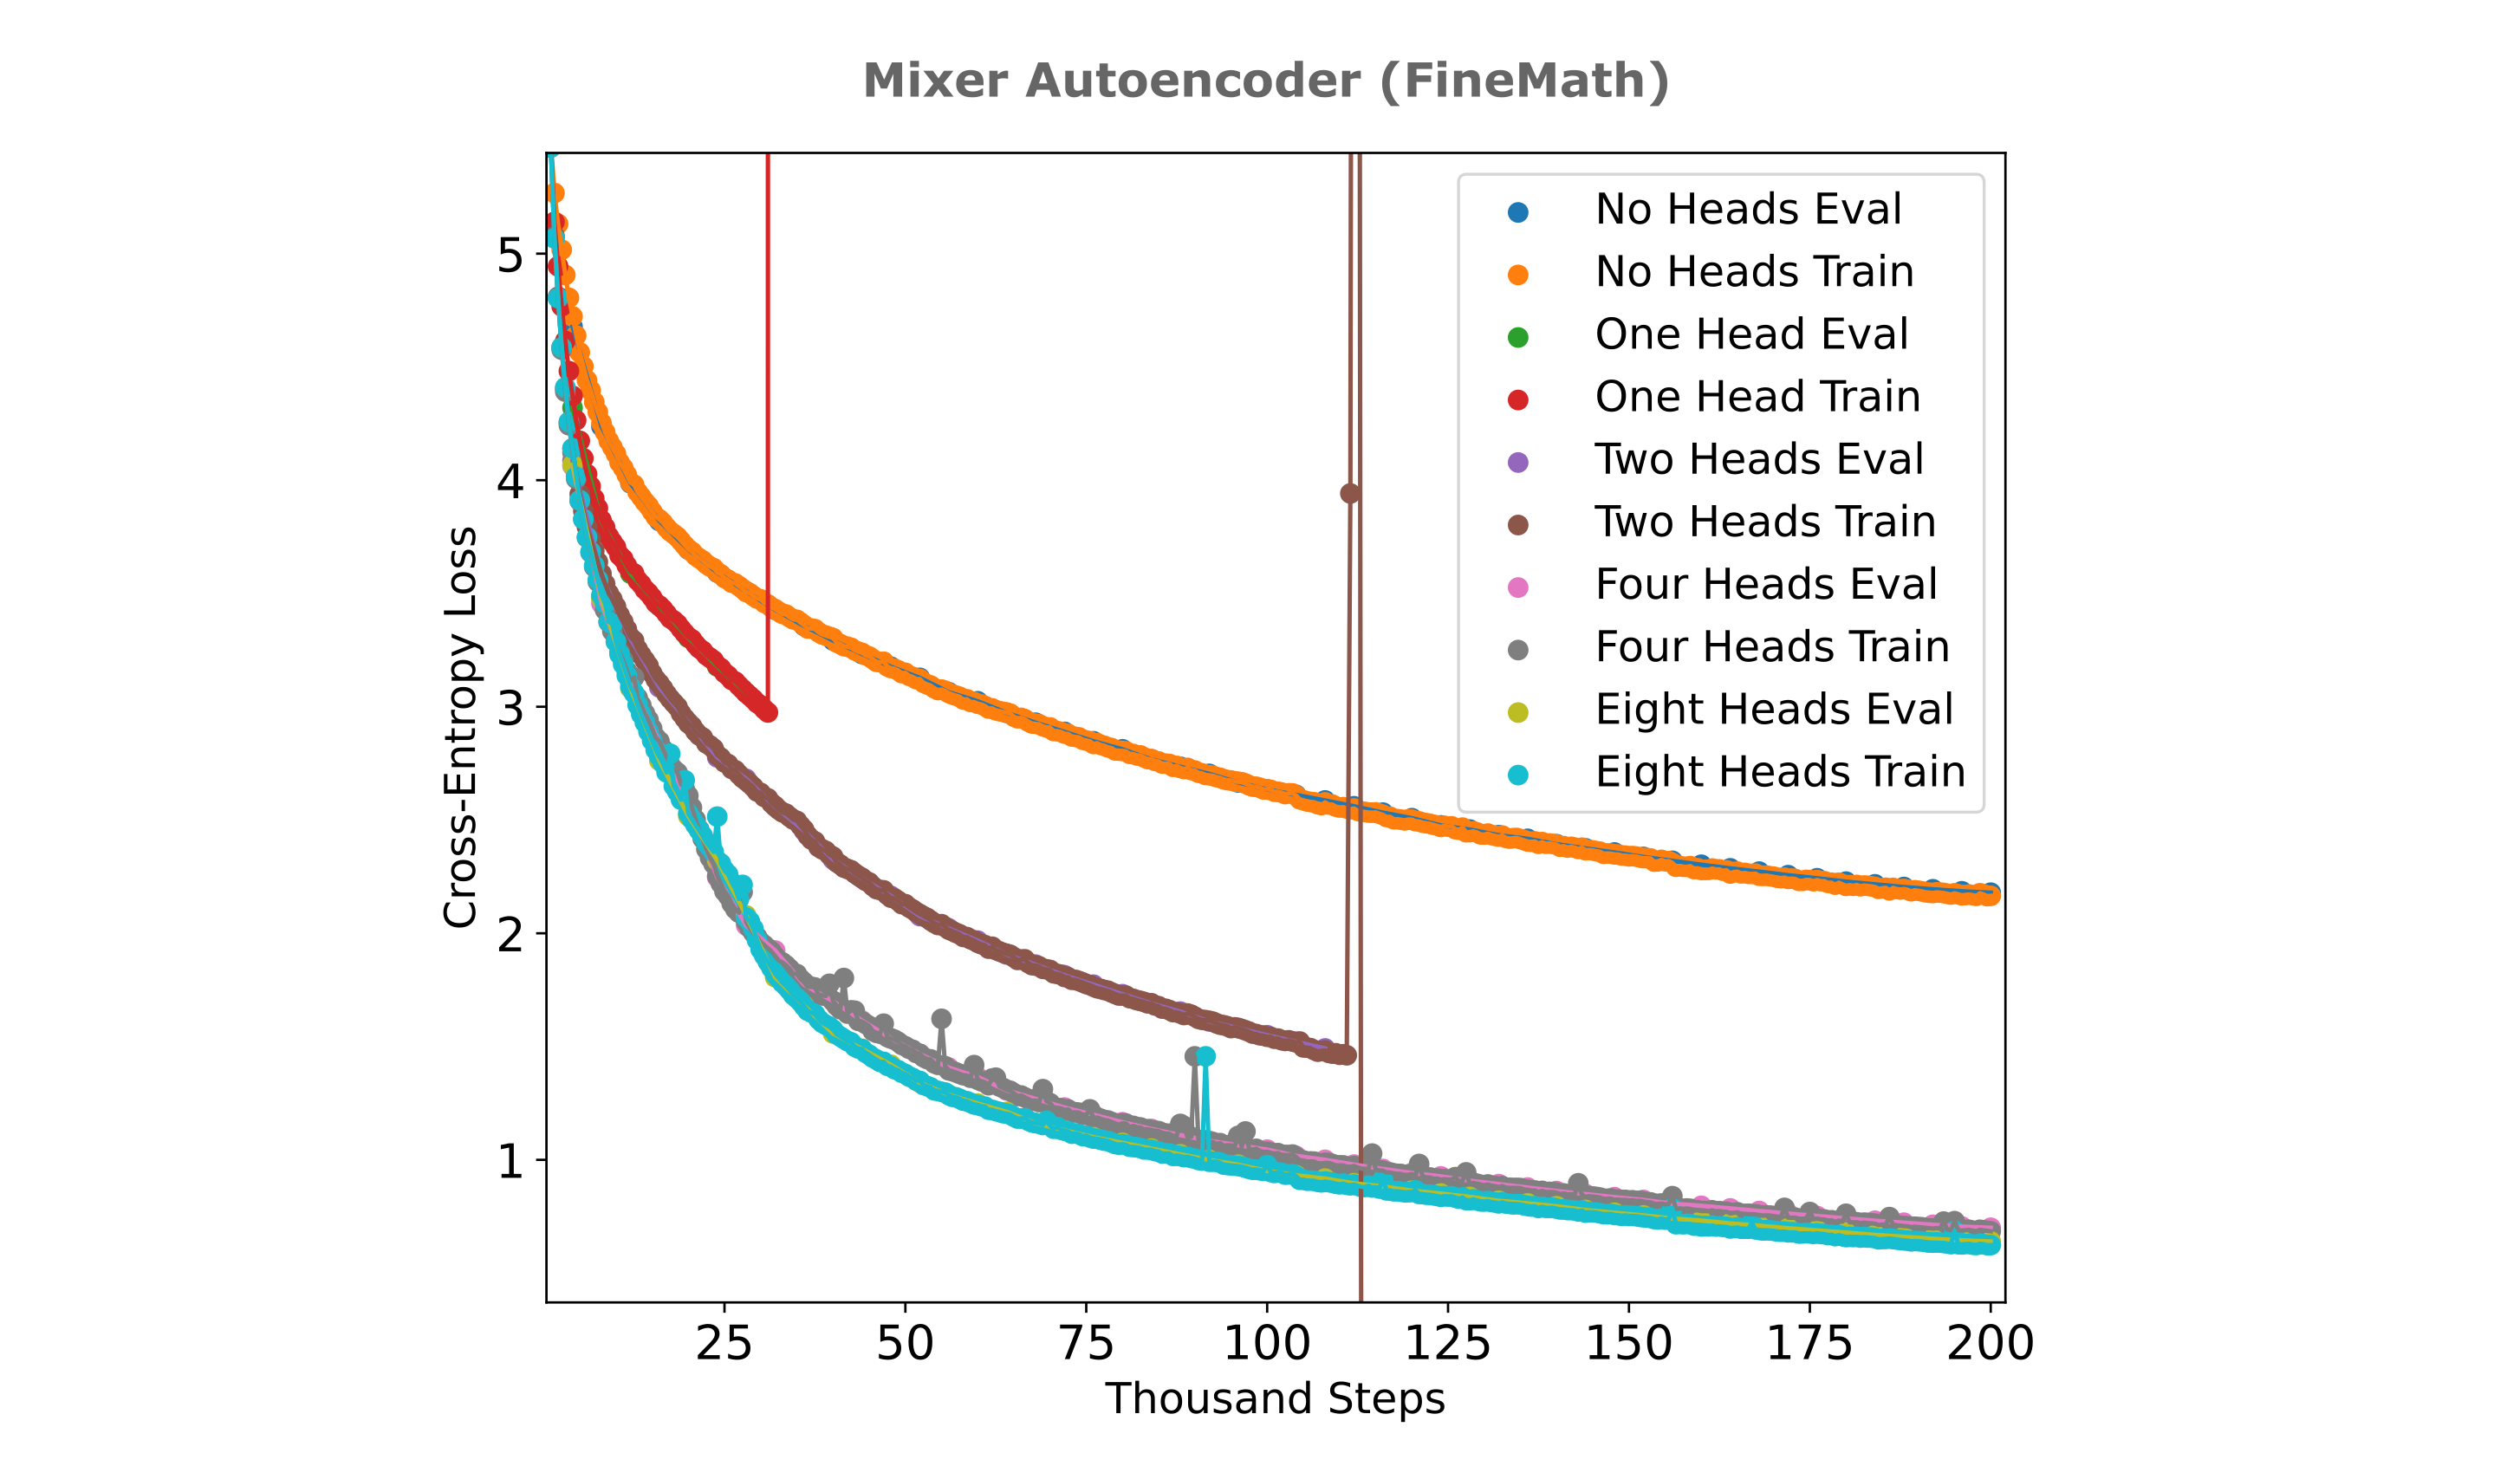 Mixer Autoencoder (FineMath)
No Heads Eval
No Heads Train
One Head Eval
One Head Train
Two Heads Eval
Two Heads Train
Four Heads Eval
Four Heads Train
Eight Heads Eval
Eight Heads Train
Cross-Entropy Loss
5
4
3
2
1
25 50 75 100 125 150 175 200
Thousand Steps